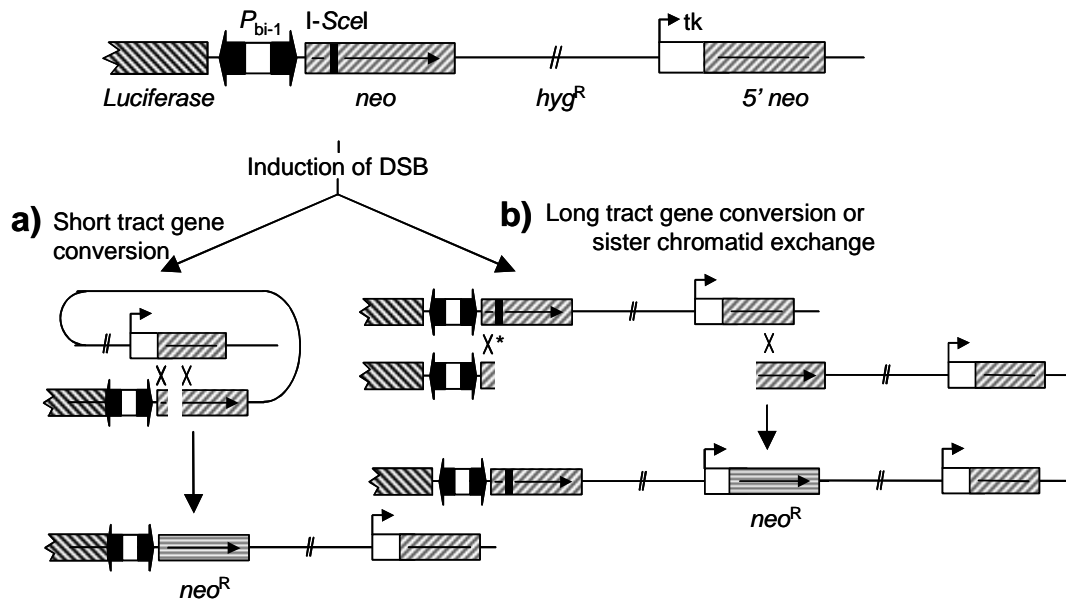 P bi-1 I-SceI tk
Luciferase neo hyg R 5' neo
Induction of DSB
a) Short tract gene
conversion
b) Long tract gene conversion or
sister chromatid exchange
*
neo R
neo R